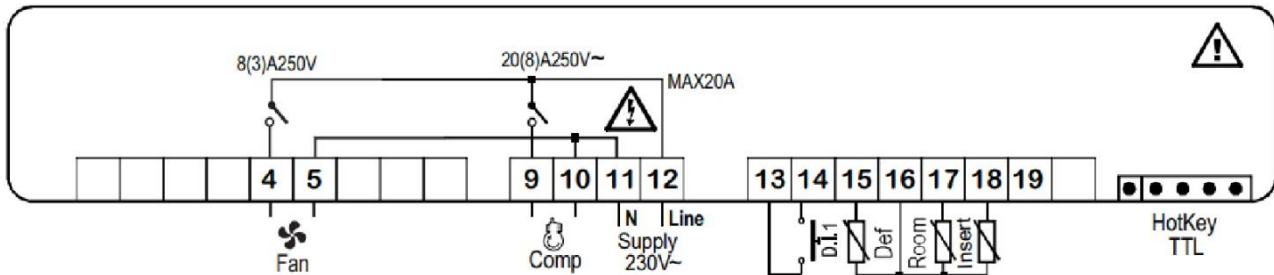 8(3)A250V
20(8)A250V~
MAX20A
4 5 9 10 11 12 13 14 15 16 17 18 19
Fan
Comp
N Line
Supply
230V~
D.I.1
Def
Room
Insert
HotKey
TTL